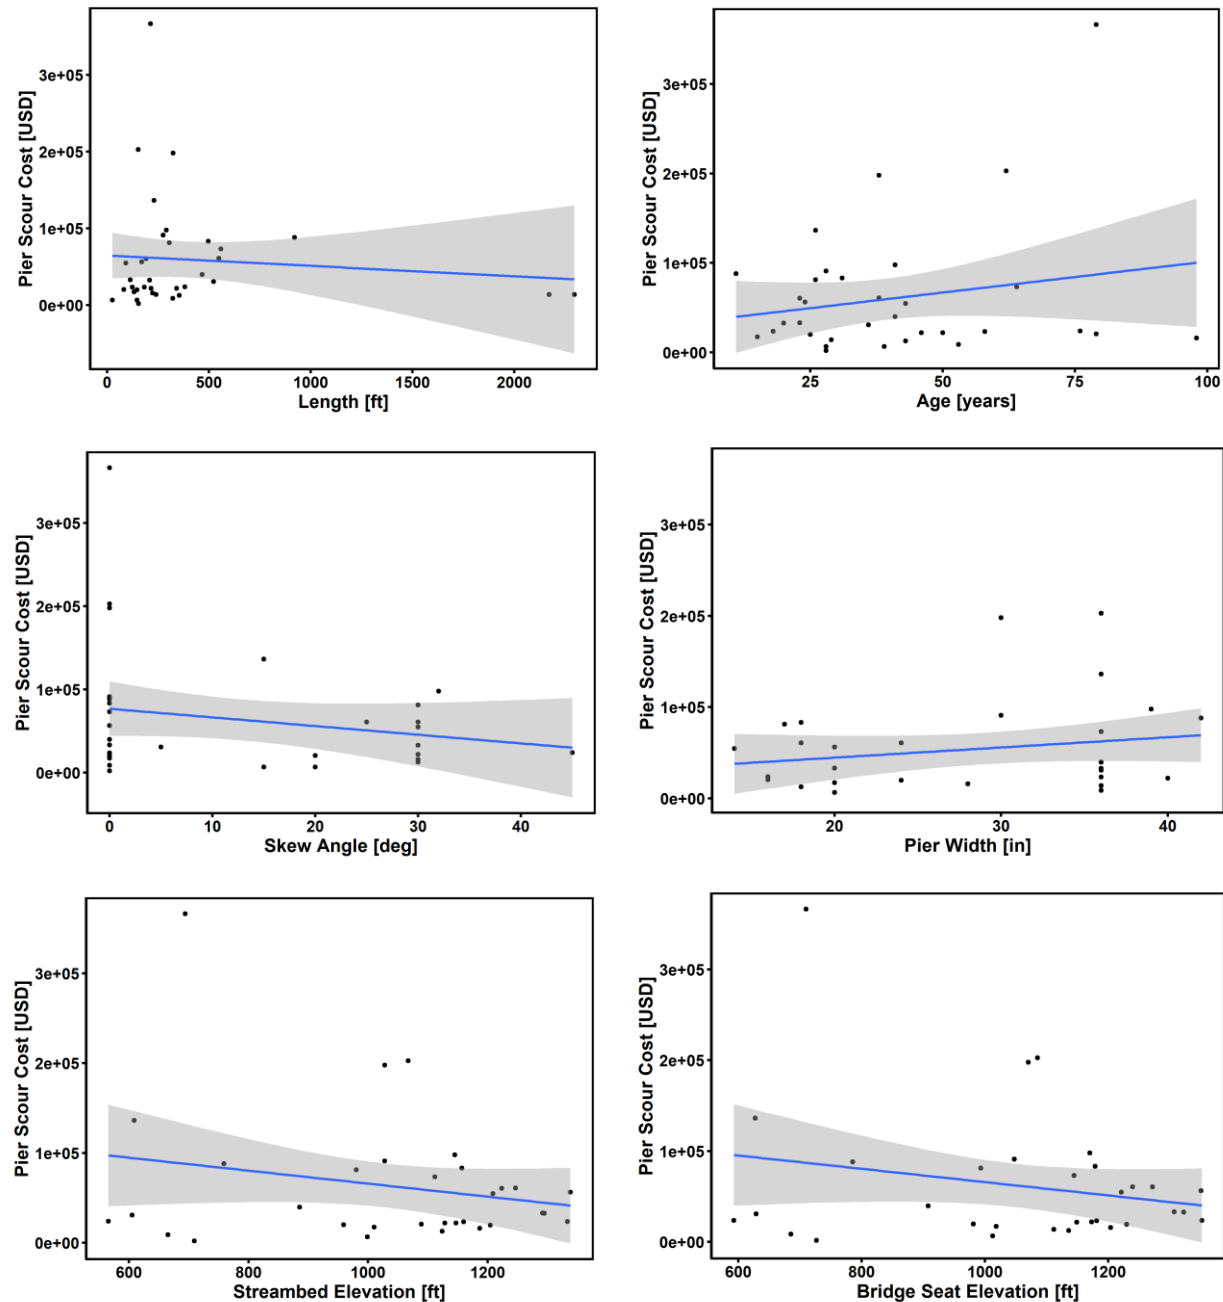 Pier Scour Cost [USD]
3e+05
2e+05
1e+05
0e+00
0 500 1000 1500 2000
Length [ft]
Pier Scour Cost [USD]
3e+05
2e+05
1e+05
0e+00
25 50 75 100
Age [years]
Pier Scour Cost [USD]
3e+05
2e+05
1e+05
0e+00
0 10 20 30 40
Skew Angle [deg]
Pier Scour Cost [USD]
3e+05
2e+05
1e+05
0e+00
20 30 40
Pier Width [in]
Pier Scour Cost [USD]
3e+05
2e+05
1e+05
0e+00
600 800 1000 1200
Streambed Elevation [ft]
Pier Scour Cost [USD]
3e+05
2e+05
1e+05
0e+00
600 800 1000 1200
Bridge Seat Elevation [ft]